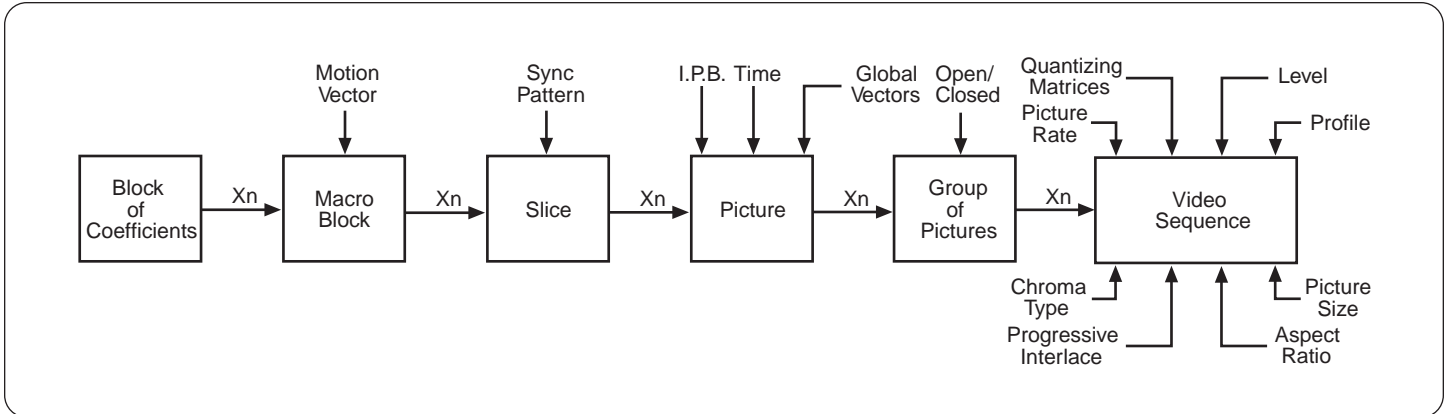 Motion
Vector
Sync
Pattern
I.P.B. Time
Global
Vectors
Open/
Closed
Quantizing
Matrices
Picture
Rate
Level
Profile
Block
of
Coefficients
Xn
Macro
Block
Xn
Slice
Xn
Picture
Xn
Group
of
Pictures
Xn
Video
Sequence
Chroma
Type
Progressive
Interlace
Picture
Size
Aspect
Ratio